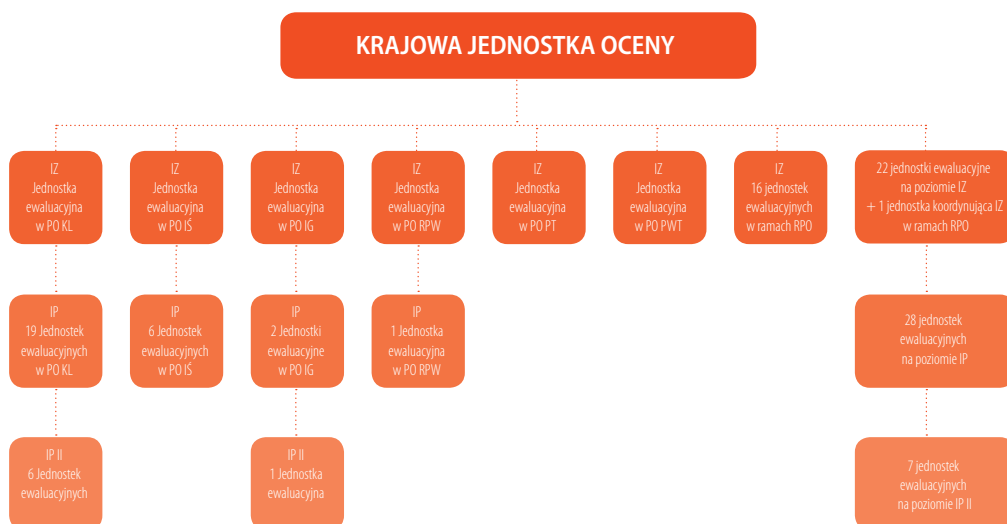 KRAJOWA JEDNOSTKA OCENY
IZ
Jednostka
ewaluacyjna
w PO KL
IZ
Jednostka
ewaluacyjna
w PO IŚ
IZ
Jednostka
ewaluacyjna
w PO IG
IZ
Jednostka
ewaluacyjna
w PO RPW
IZ
Jednostka
ewaluacyjna
w PO PT
IZ
Jednostka
ewaluacyjna
w PO PWT
IZ
16 jednostek
ewaluacyjnych
w ramach RPO
22 jednostki ewaluacyjne
na poziomie IZ
+ 1 jednostka koordynująca IZ
w ramach RPO
IP
19 Jednostek
ewaluacyjnych
w PO KL
IP
6 Jednostek
ewaluacyjnych
w PO IŚ
IP
2 Jednostki
ewaluacyjne
w PO IG
IP
1 Jednostka
ewaluacyjna
w PO RPW
28 jednostek
ewaluacyjnych
na poziomie IP
IP II
6 Jednostek
ewaluacyjnych
IP II
1 Jednostka
ewaluacyjna
7 jednostek
ewaluacyjnych
na poziomie IP II